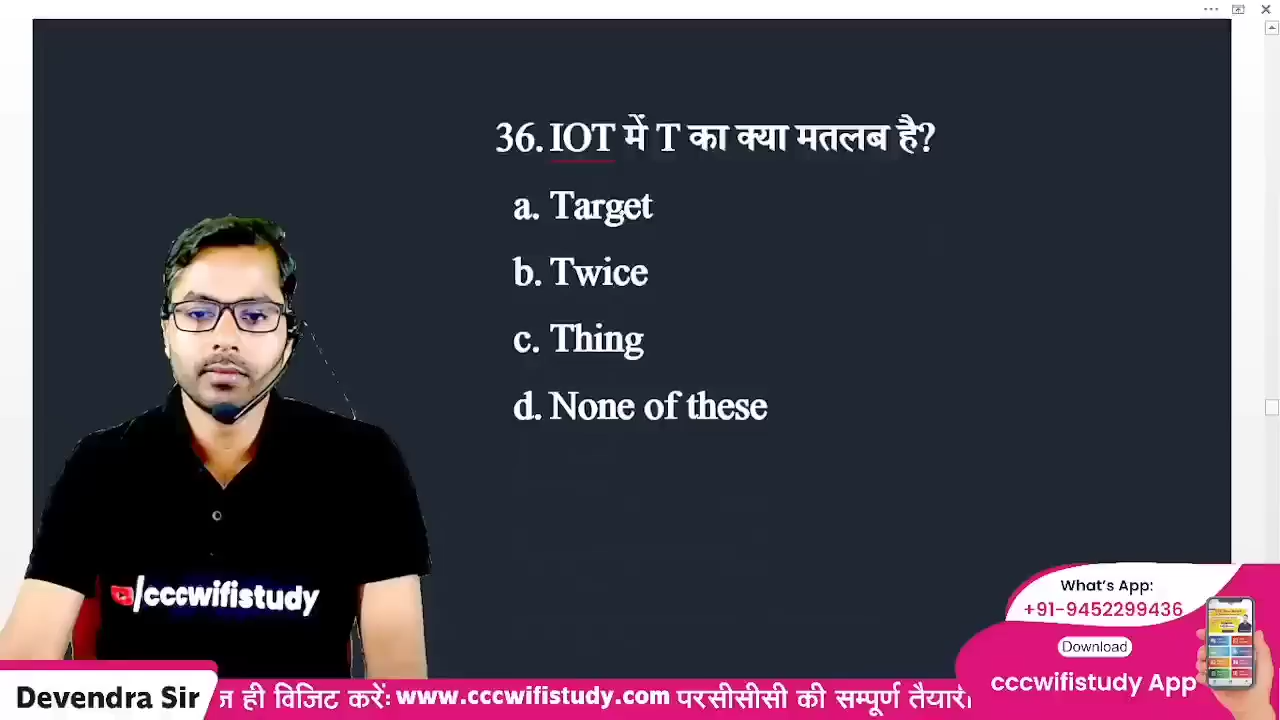 36. IOT में T का क्या मतलब है?
a. Target
b. Twice
c. Thing
d. None of these
/cccwifistudy
What's App:
+91-9452299436
Download
cccwifistudy App
Devendra Sir
ही विजिट करें: www.cccwifistudy.com पर सीसीसी की सम्पूर्ण